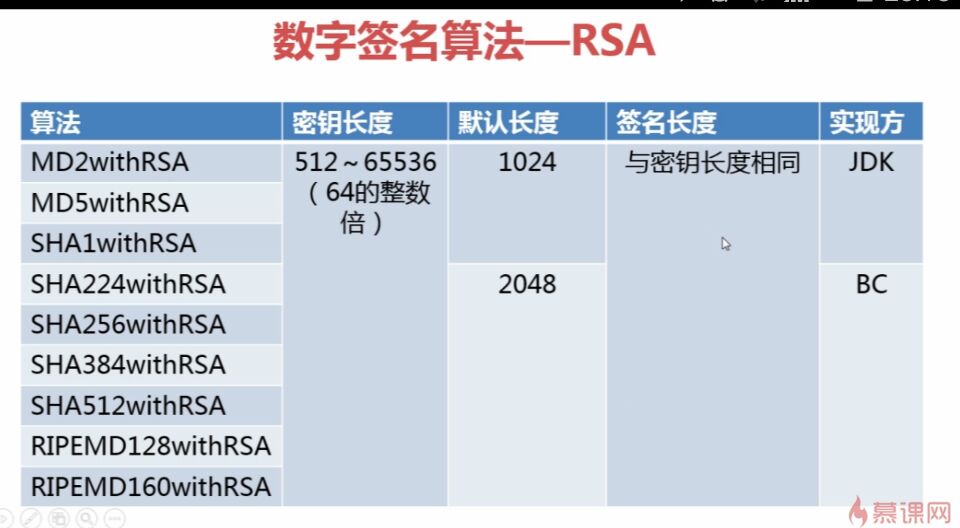 数字签名算法—RSA
算法 密钥长度 默认长度 签名长度 实现方
MD2withRSA 512～65536 1024 与密钥长度相同 JDK
（64的整数
倍）
MD5withRSA
SHA1withRSA
SHA224withRSA 2048 BC
SHA256withRSA
SHA384withRSA
SHA512withRSA
RIPEMD128withRSA
RIPEMD160withRSA
慕课网